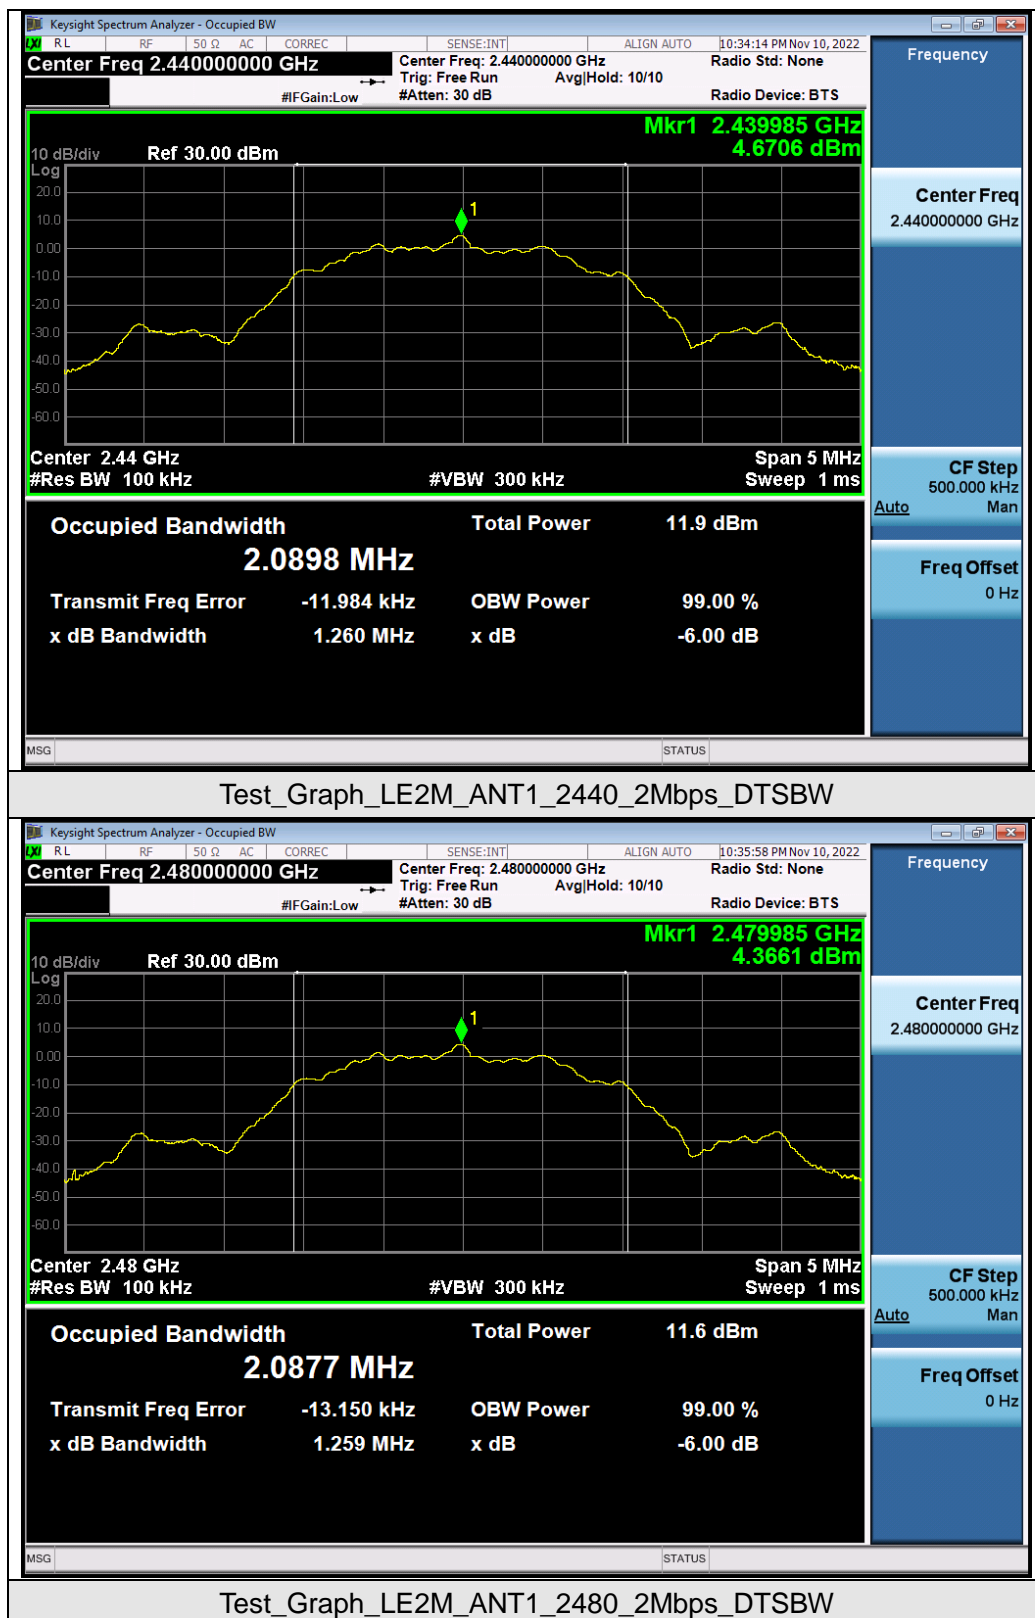 Keysight Spectrum Analyzer - Occupied BW
LXI RL RF 50 Ω AC CORREC SENSE:INT ALIGN AUTO 10:34:14 PM Nov 10, 2022
Center Freq 2.440000000 GHz Center Freq: 2.440000000 GHz Radio Std: None Frequency
Trig: Free Run Avg|Hold: 10/10
#IFGain:Low #Atten: 30 dB Radio Device: BTS
Mkr1 2.439985 GHz
4.6706 dBm
10 dB/div Ref 30.00 dBm
Log
20.0
10.0
0.00
-10.0
-20.0
-30.0
-40.0
-50.0
-60.0
1
Center Freq
2.440000000 GHz
Center 2.44 GHz Span 5 MHz
#Res BW 100 kHz #VBW 300 kHz Sweep 1 ms
CF Step
500.000 kHz
Auto Man
Occupied Bandwidth Total Power 11.9 dBm
2.0898 MHz
Freq Offset
0 Hz
Transmit Freq Error -11.984 kHz OBW Power 99.00 %
x dB Bandwidth 1.260 MHz x dB -6.00 dB
MSG STATUS
Test_Graph_LE2M_ANT1_2440_2Mbps_DTSBW
Keysight Spectrum Analyzer - Occupied BW
LXI RL RF 50 Ω AC CORREC SENSE:INT ALIGN AUTO 10:35:58 PM Nov 10, 2022
Center Freq 2.480000000 GHz Center Freq: 2.480000000 GHz Radio Std: None Frequency
Trig: Free Run Avg|Hold: 10/10
#IFGain:Low #Atten: 30 dB Radio Device: BTS
Mkr1 2.479985 GHz
4.3661 dBm
10 dB/div Ref 30.00 dBm
Log
20.0
10.0
0.00
-10.0
-20.0
-30.0
-40.0
-50.0
-60.0
1
Center Freq
2.480000000 GHz
Center 2.48 GHz Span 5 MHz
#Res BW 100 kHz #VBW 300 kHz Sweep 1 ms
CF Step
500.000 kHz
Auto Man
Occupied Bandwidth Total Power 11.6 dBm
2.0877 MHz
Freq Offset
0 Hz
Transmit Freq Error -13.150 kHz OBW Power 99.00 %
x dB Bandwidth 1.259 MHz x dB -6.00 dB
MSG STATUS
Test_Graph_LE2M_ANT1_2480_2Mbps_DTSBW